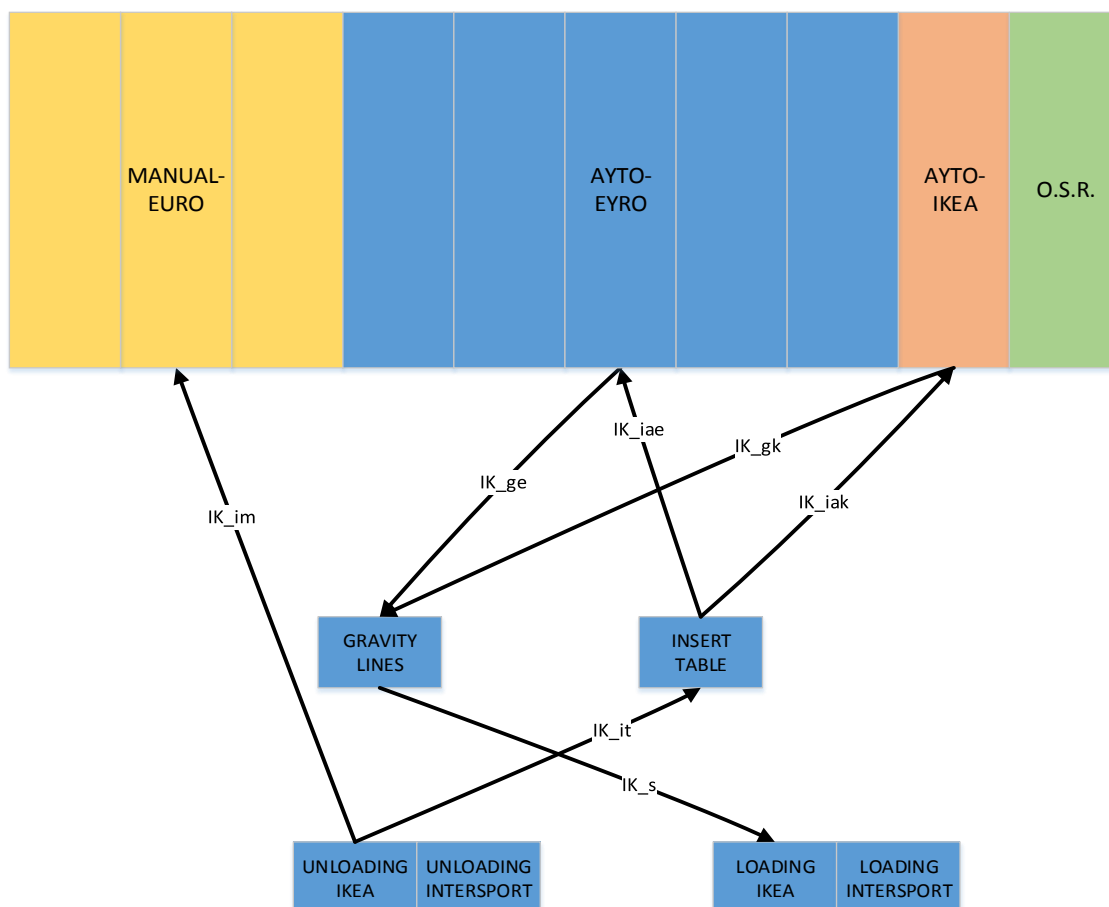 MANUAL-
EURO
AYTO-
EYRO
AYTO-
IKEA
O.S.R.
IK_iae
IK_gk
IK_ge
IK_iak
IK_im
GRAVITY
LINES
INSERT
TABLE
IK_it
IK_s
UNLOADING
IKEA
UNLOADING
INTERSPORT
LOADING
IKEA
LOADING
INTERSPORT